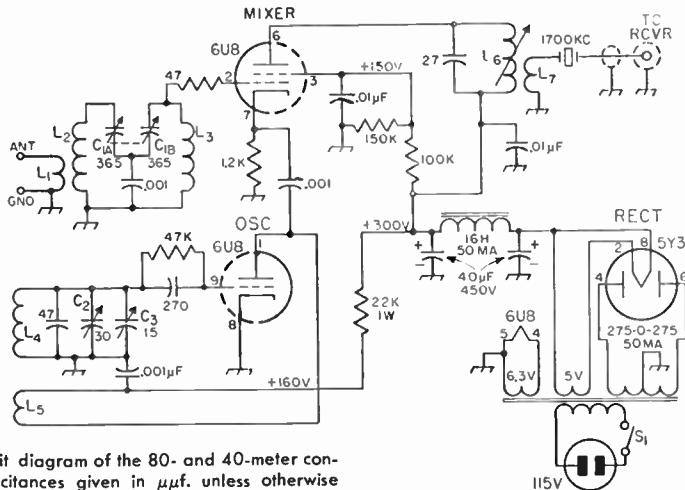 MIXER
6U8
6
2
3
7
47
+150V
.01µF
150K
100K
27
L6
L7
1700KC
TO
RCVR
.01µF
ANT
GND
L1
L2
C1A
365
C1B
365
L3
.001
1.2K
.001
OSC
6U8
1
9
8
47K
270
L4
47
C2
30
C3
15
.001µF
L5
+160V
22K
1W
+300V
16H
50 MA
+
+
40µF
450V
RECT
5Y3
2
8
4
6
275-0-275
50MA
6U8
5
4
6.3V
5V
S1
115V
it diagram of the 80- and 40-meter con-
citances given in µµf. unless otherwise